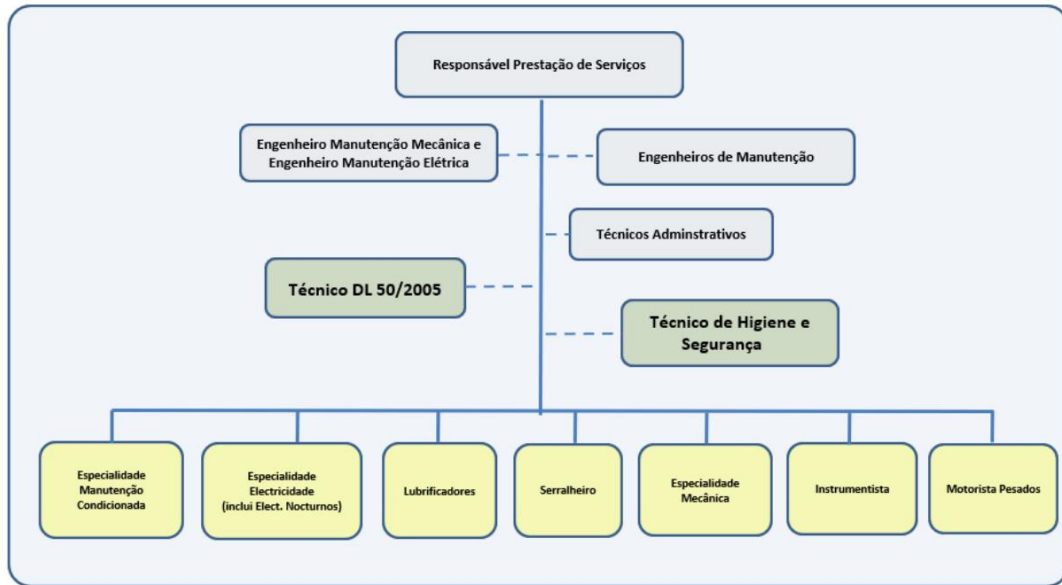 Responsável Prestação de Serviços
Engenheiro Manutenção Mecânica e
Engenheiro Manutenção Elétrica
Engenheiros de Manutenção
Técnicos Adminstrativos
Técnico DL 50/2005
Técnico de Higiene e
Segurança
Especialidade
Manutenção
Condicionada
Especialidade
Electricidade
(inclui Elect. Nocturnos)
Lubrificadores
Serralheiro
Especialidade
Mecânica
Instrumentista
Motorista Pesados